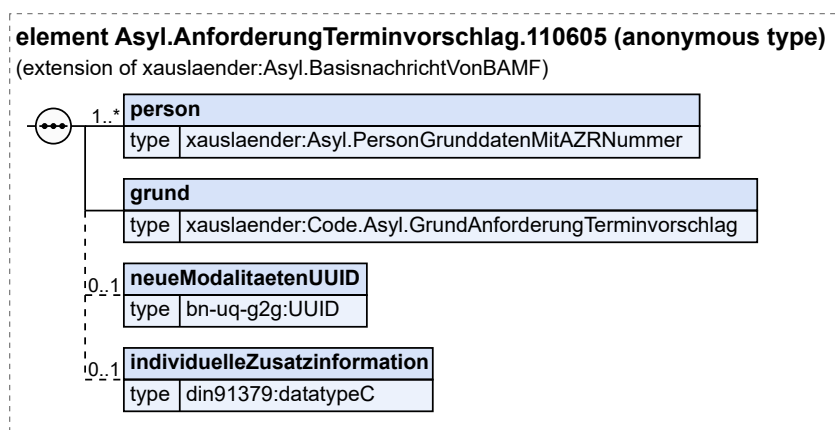 element Asyl.AnforderungTerminvorschlag.110605 (anonymous type)
(extension of xauslaender:Asyl.BasisnachrichtVonBAMF)
1..* person
type xauslaender:Asyl.PersonGrunddatenMitAZRNummer
grund
type xauslaender:Code.Asyl.GrundAnforderungTerminvorschlag
0..1 neueModalitaetenUUID
type bn-uq-g2g:UUID
0..1 individuelleZusatzinformation
type din91379:datatypeC